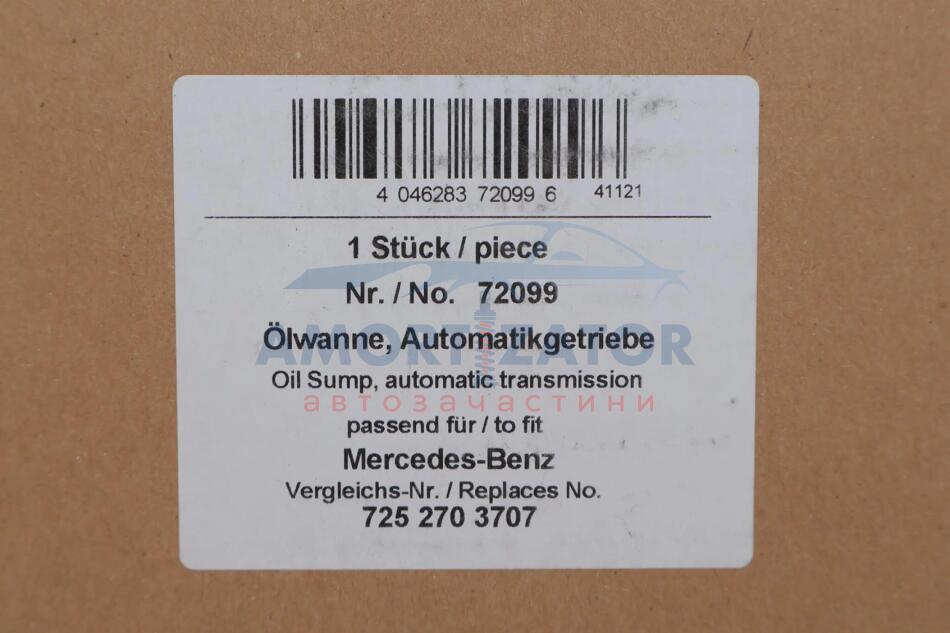 4 046283 72099 6 41121
1 Stück / piece
Nr. / No. 72099
AMORTIZATOR
Ölwanne, Automatikgetriebe
Oil Sump, automatic transmission
автозачастини
passend für / to fit
Mercedes-Benz
Vergleichs-Nr. / Replaces No.
725 270 3707